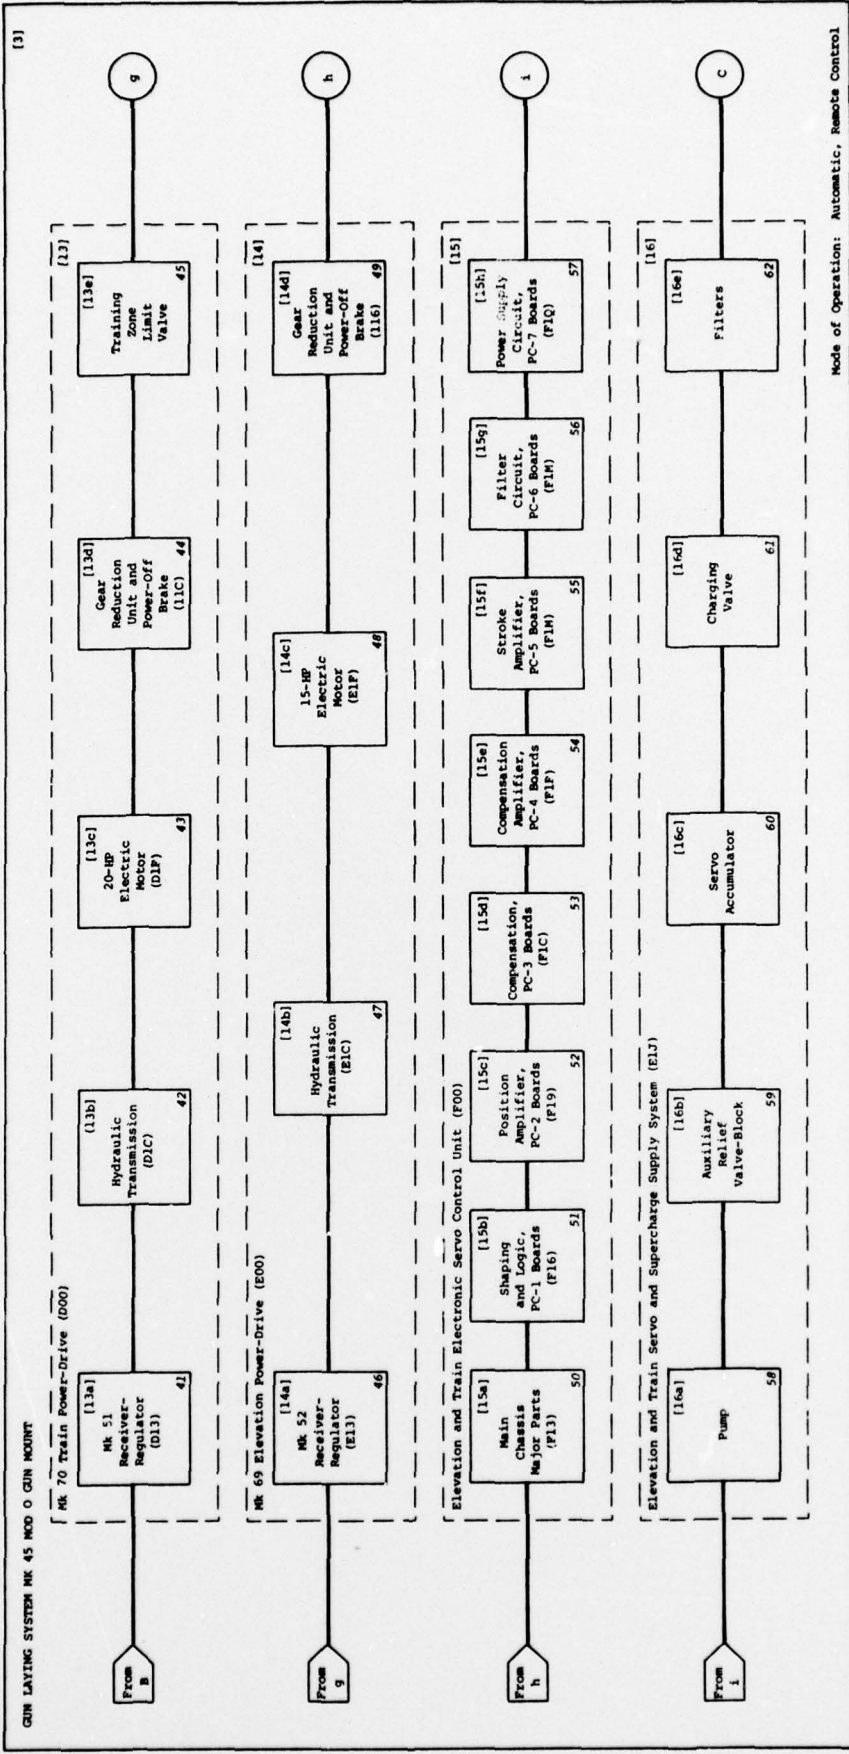 GUN LAYING SYSTEM MK 45 MOD O GUN MOUNT
[3]
Mk 70 Train Power-Drive (D00)
[13]
From
B
[13a]
Mk 51
Receiver-
Regulator
(D13)
41
(13b]
Hydraulic
Transmission
(D1C)
42
[13c]
20-HP
Electric
Motor
(D1F)
43
[13d]
Gear
Reduction
Unit and
Power-Off
Brake
(11C)
44
[13e]
Training
Zone
Limit
Valve
45
g
Mk 69 Elevation Power-Drive (E00)
[14]
From
g
[14a]
Mk 52
Receiver-
Regulator
(E13)
46
[14b]
Hydraulic
Transmission
(E1C)
47
[14c]
15-HP
Electric
Motor
(E1F)
48
[14d]
Gear
Reduction
Unit and
Power-Off
Brake
(116)
49
h
Elevation and Train Electronic Servo Control Unit (F00)
[15]
From
h
[15a]
Main
Chassis
Major Parts
(F13)
50
[15b]
Shaping
and Logic,
PC-1 Boards
(F16)
51
[15c]
Position
Amplifier,
PC-2 Boards
(F19)
52
[15d]
Compensation,
PC-3 Boards
(F1C)
53
[15e]
Compensation
Amplifier,
PC-4 Boards
(F1F)
54
[15f]
Stroke
Amplifier,
PC-5 Boards
(F1M)
55
[15g]
Filter
Circuit,
PC-6 Boards
(F1M)
56
[15h]
Power Supply
Circuit,
PC-7 Boards
(F1Q)
57
i
Elevation and Train Servo and Supercharge Supply System (E1J)
[16]
From
i
[16a]
Pump
58
[16b]
Auxiliary
Relief
Valve-Block
59
[16c]
Servo
Accumulator
60
[16d]
Charging
Valve
61
[16e]
Filters
62
C
Mode of Operation: Automatic, Remote Control